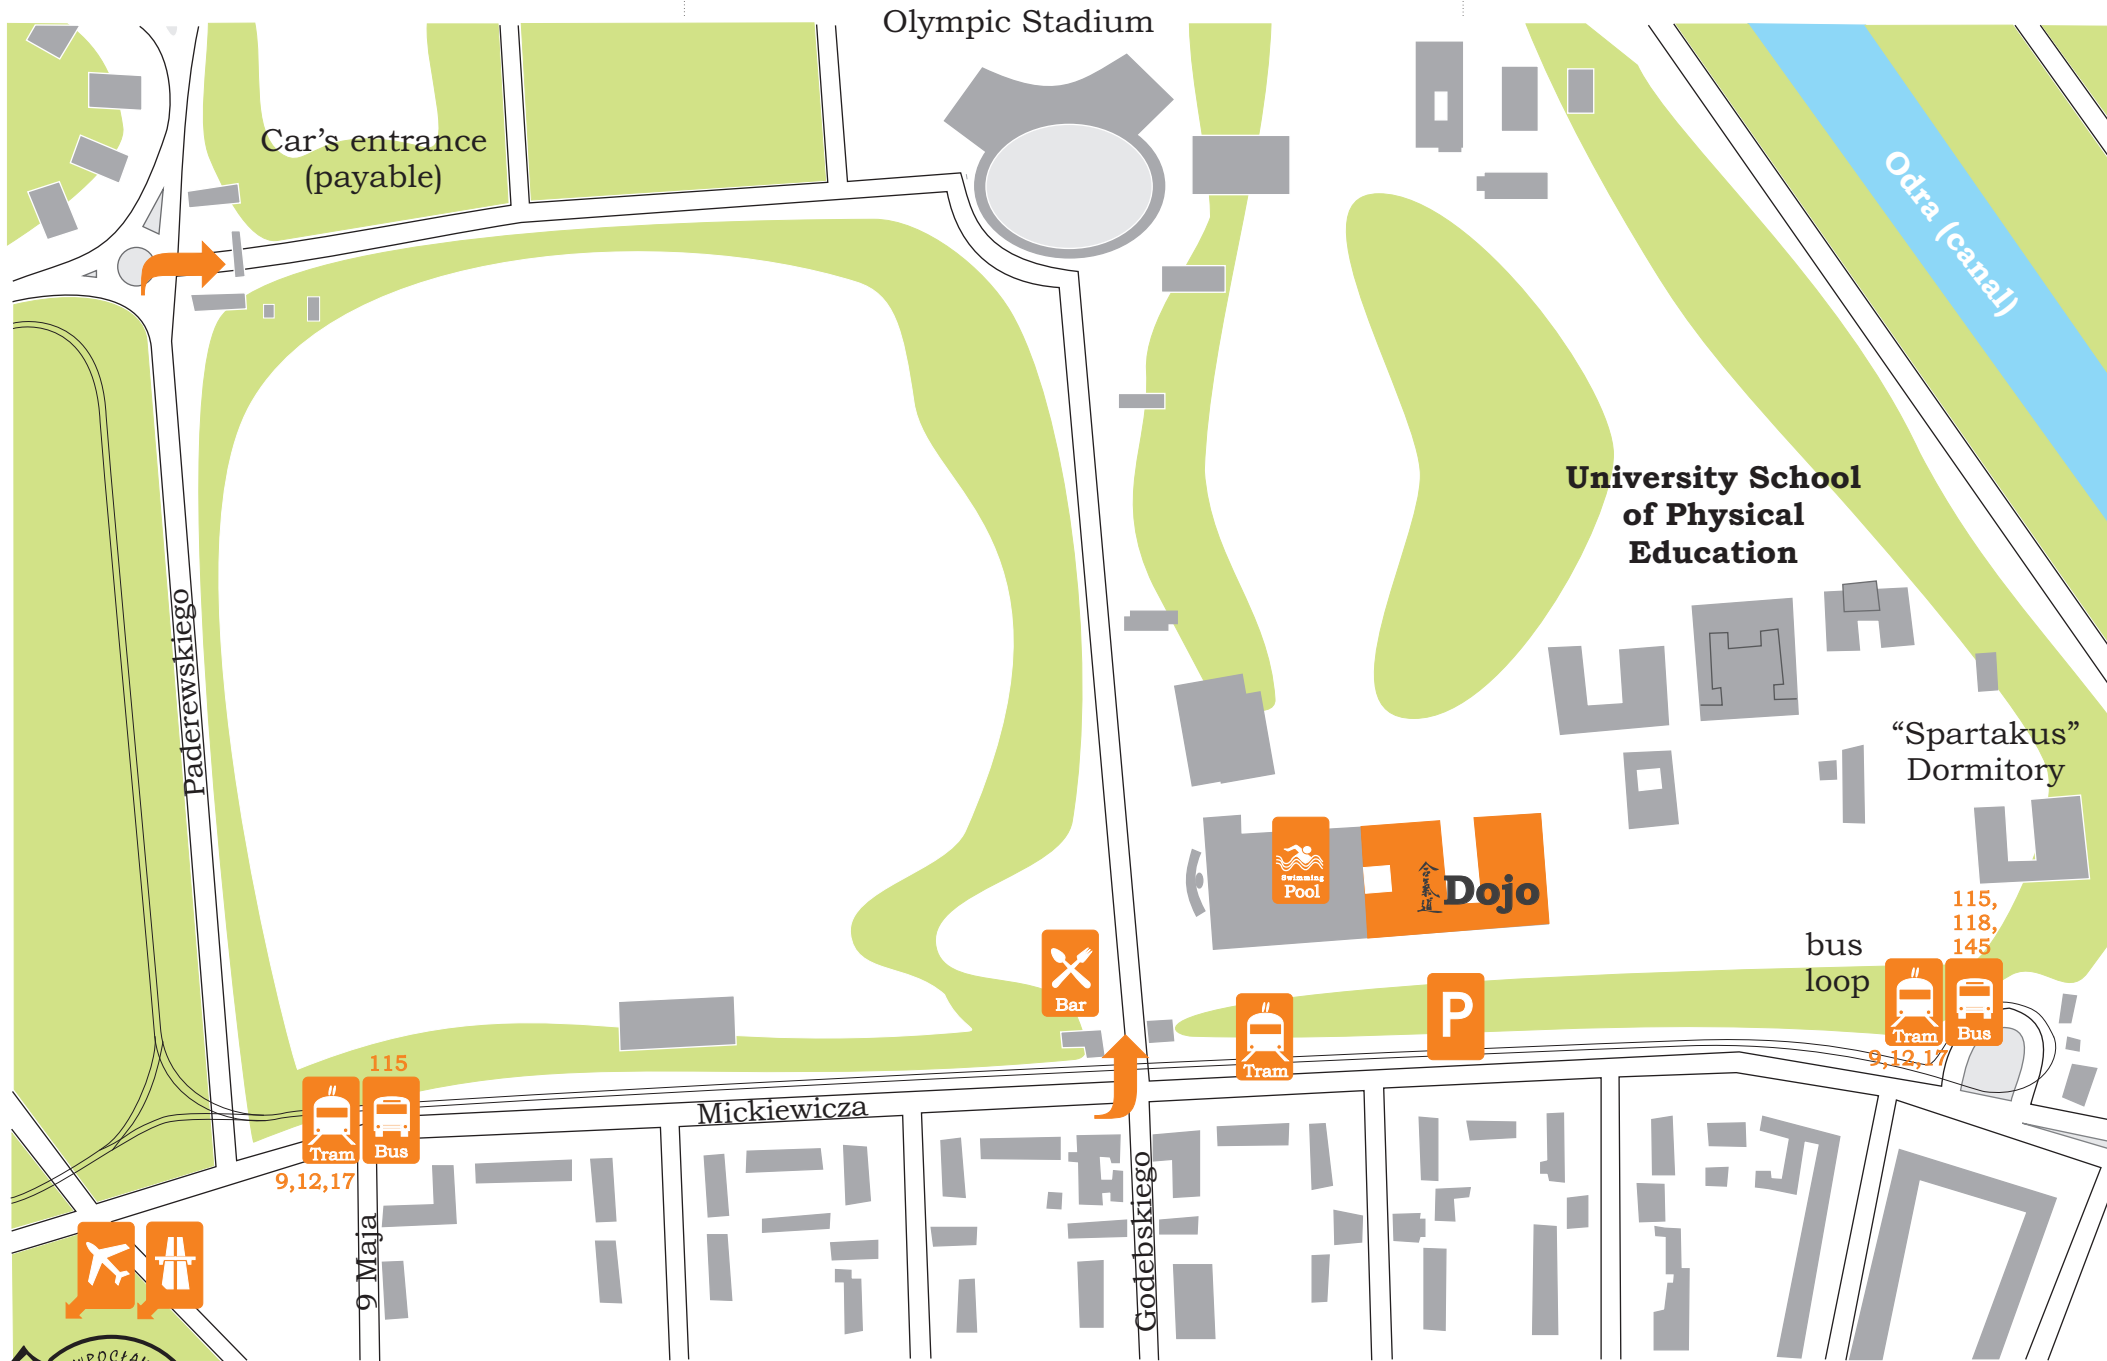 Olympic Stadium
Car's entrance
(payable)
Odra (canal)
University School
of Physical
Education
Paderewskiego
“Spartakus”
Dormitory
Swimming
Pool
Dojo
115,
118,
145
bus
loop
Bar
P
Tram
Tram
Bus
9,12,17
115
Tram
Bus
9,12,17
Mickiewicza
9 Maja
Godebskiego